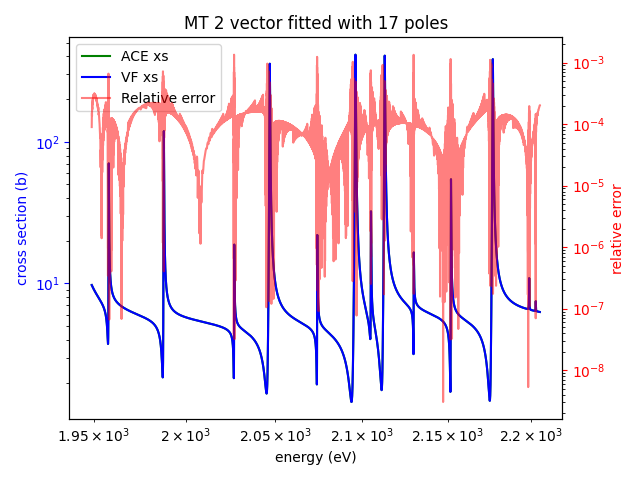 MT 2 vector fitted with 17 poles
ACE xs
VF xs
Relative error
cross section (b)
10²
10¹
10⁻³
10⁻⁴
10⁻⁵
10⁻⁶
10⁻⁷
10⁻⁸
relative error
1.95 × 10³ 2 × 10³ 2.05 × 10³ 2.1 × 10³ 2.15 × 10³ 2.2 × 10³
energy (eV)